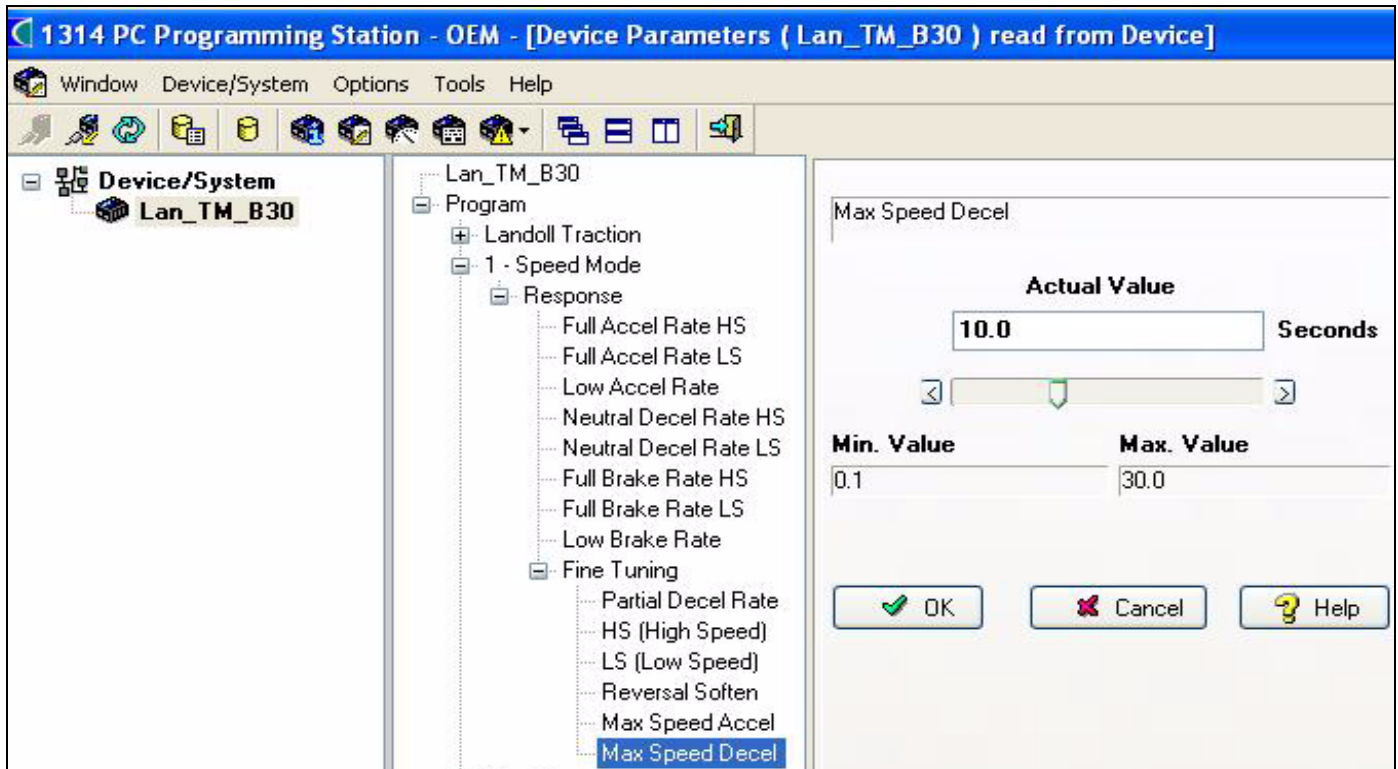 1314 PC Programming Station - OEM - [Device Parameters ( Lan_TM_B30 ) read from Device]
Window Device/System Options Tools Help
Device/System
Lan_TM_B30
Lan_TM_B30
Program
Landoll Traction
1 - Speed Mode
Response
Full Accel Rate HS
Full Accel Rate LS
Low Accel Rate
Neutral Decel Rate HS
Neutral Decel Rate LS
Full Brake Rate HS
Full Brake Rate LS
Low Brake Rate
Fine Tuning
Partial Decel Rate
HS (High Speed)
LS (Low Speed)
Reversal Soften
Max Speed Accel
Max Speed Decel
Max Speed Decel
Actual Value
10.0 Seconds
Min. Value Max. Value
0.1 30.0
OK Cancel Help